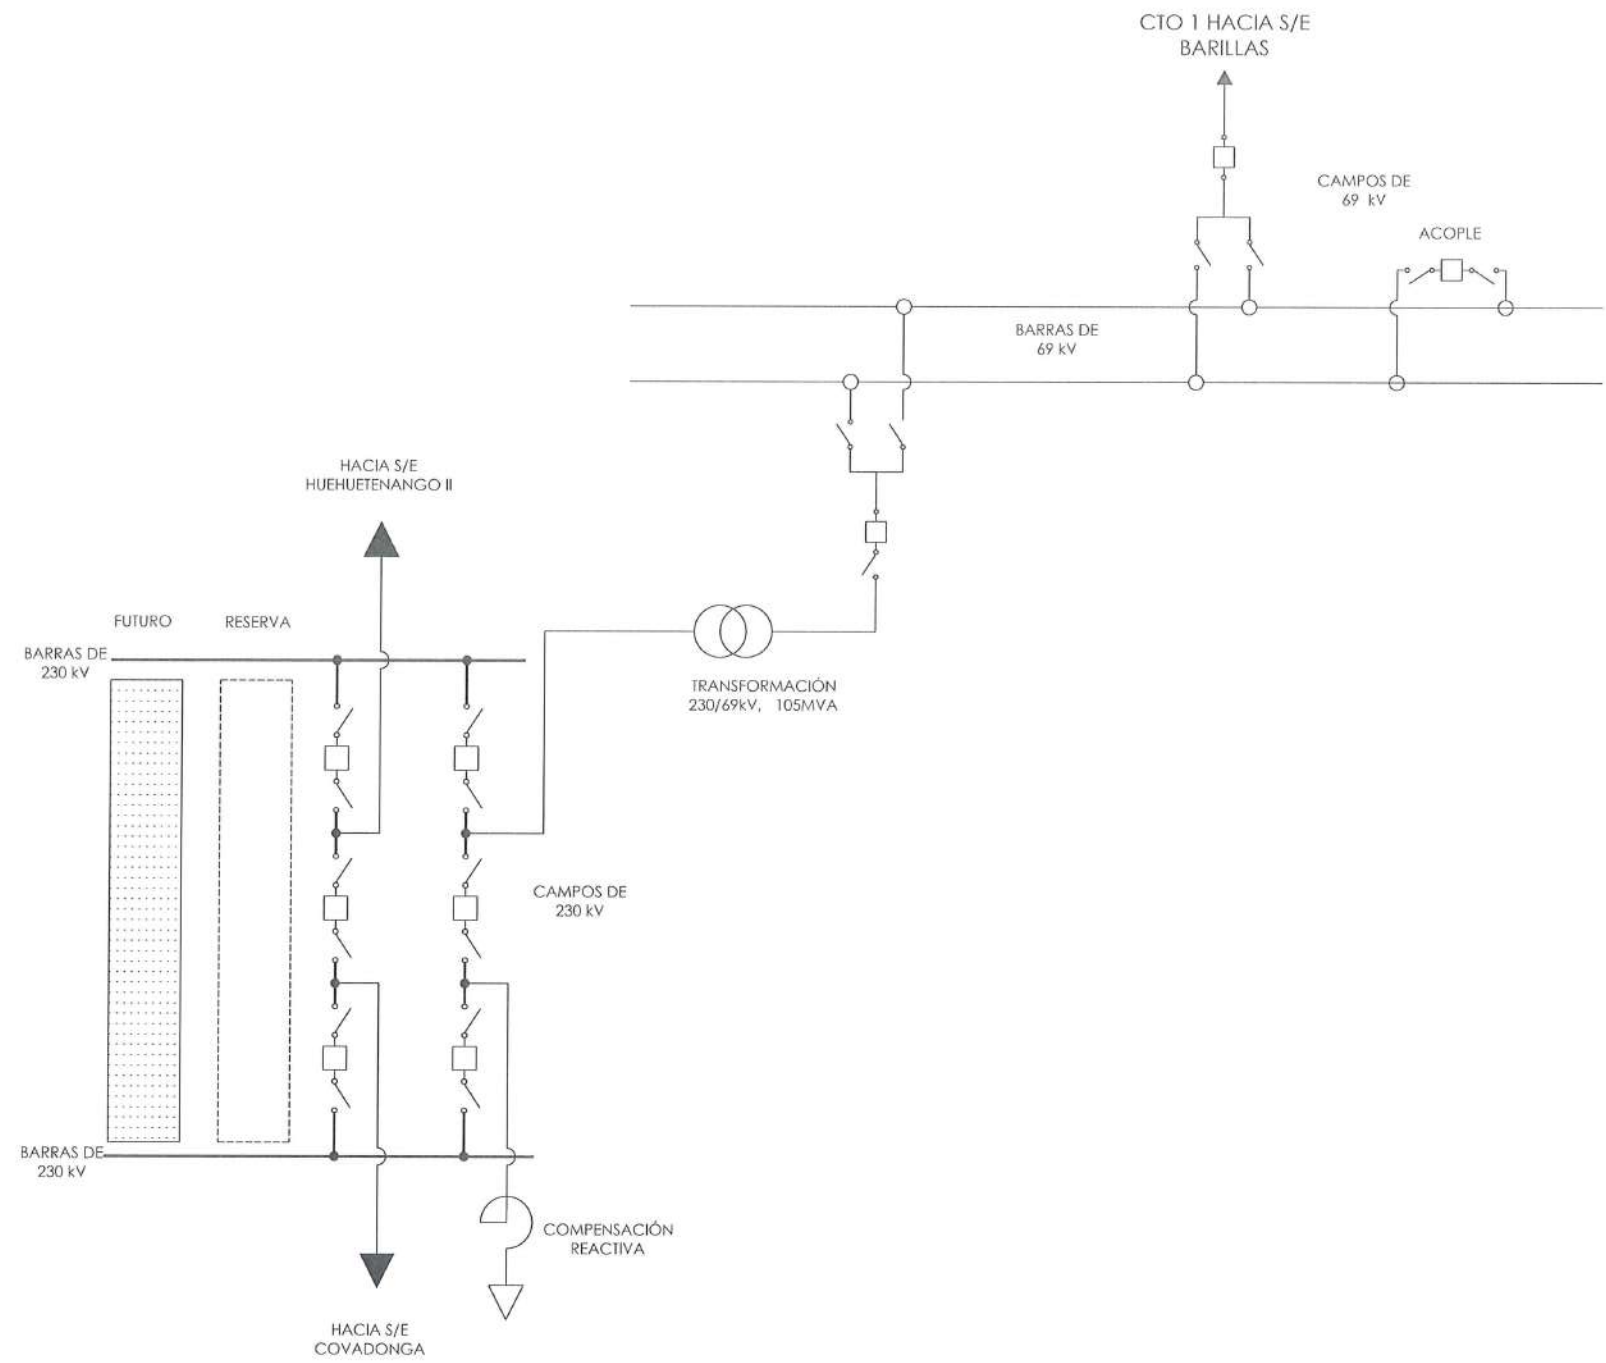 CTO 1 HACIA S/E
BARILLAS
CAMPOS DE
69 kV
ACOPLE
BARRAS DE
69 kV
HACIA S/E
HUEHUETENANGO II
FUTURO
RESERVA
BARRAS DE
230 kV
TRANSFORMACIÓN
230/69kV, 105MVA
CAMPOS DE
230 kV
BARRAS DE
230 kV
COMPENSACIÓN
REACTIVA
HACIA S/E
COVADONGA